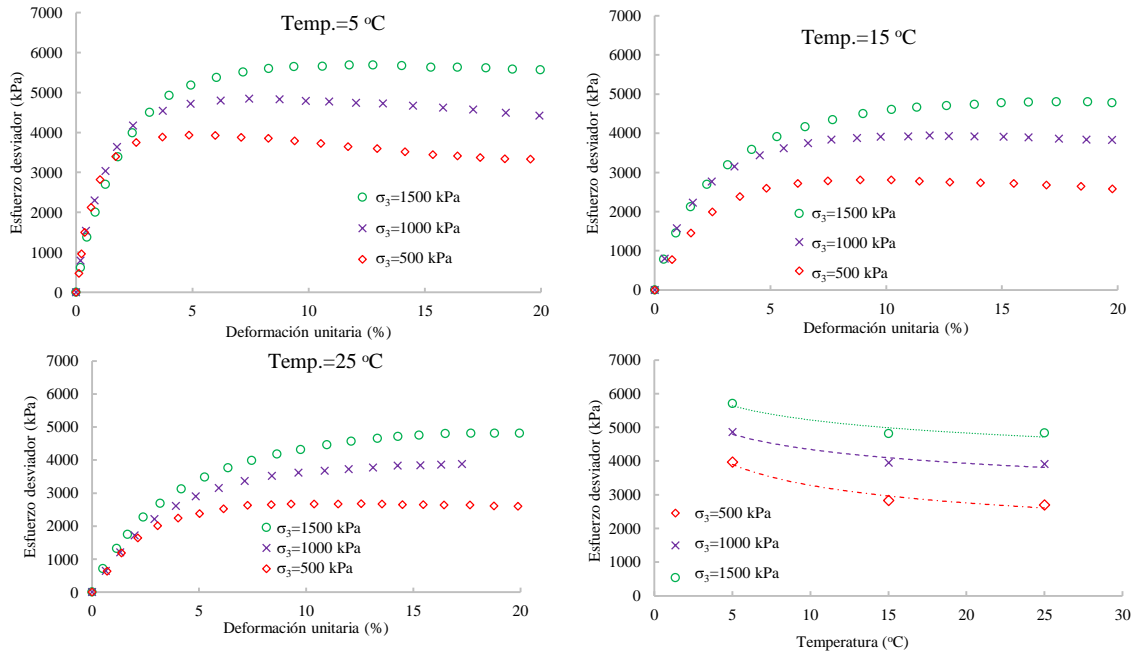 Temp.=5 °C
Esfuerzo desviador (kPa)
7000
6000
5000
4000
3000
2000
1000
0
σ3=1500 kPa
σ3=1000 kPa
σ3=500 kPa
0 5 10 15 20
Deformación unitaria (%)
Temp.=15 °C
Esfuerzo desviador (kPa)
7000
6000
5000
4000
3000
2000
1000
0
σ3=1500 kPa
σ3=1000 kPa
σ3=500 kPa
0 5 10 15 20
Deformación unitaria (%)
Temp.=25 °C
Esfuerzo desviador (kPa)
7000
6000
5000
4000
3000
2000
1000
0
σ3=1500 kPa
σ3=1000 kPa
σ3=500 kPa
0 5 10 15 20
Deformación unitaria (%)
Esfuerzo desviador (kPa)
7000
6000
5000
4000
3000
2000
1000
0
σ3=500 kPa
σ3=1000 kPa
σ3=1500 kPa
0 5 10 15 20 25 30
Temperatura (°C)